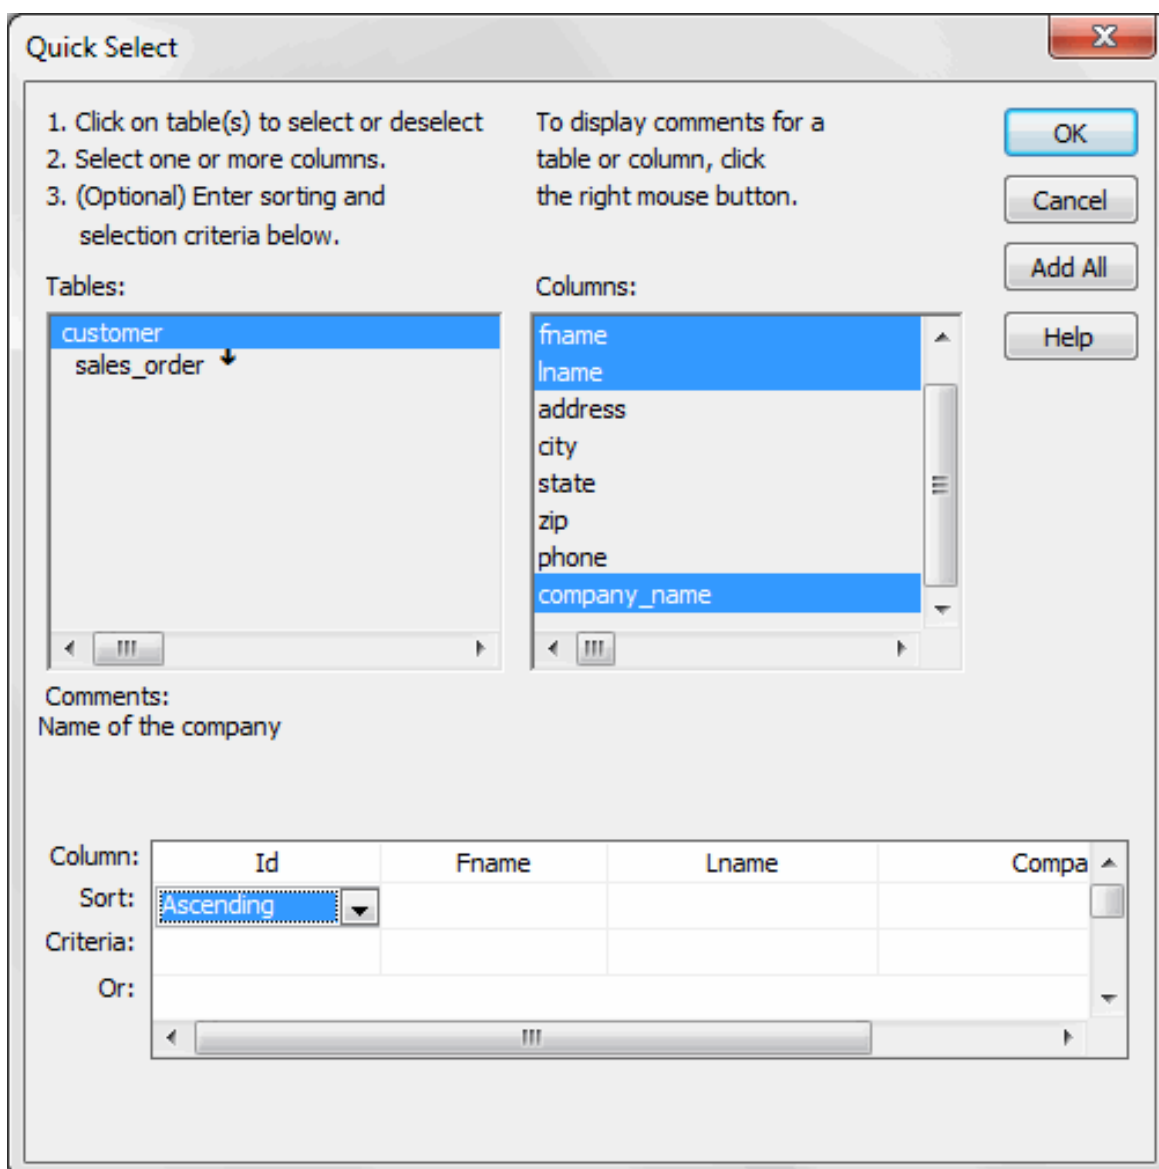 Quick Select
1. Click on table(s) to select or deselect
2. Select one or more columns.
3. (Optional) Enter sorting and
selection criteria below.
To display comments for a
table or column, click
the right mouse button.
OK
Cancel
Add All
Help
Tables:
customer
sales_order
Columns:
fname
lname
address
city
state
zip
phone
company_name
Comments:
Name of the company
Column: Id Fname Lname Compa
Sort: Ascending
Criteria:
Or: